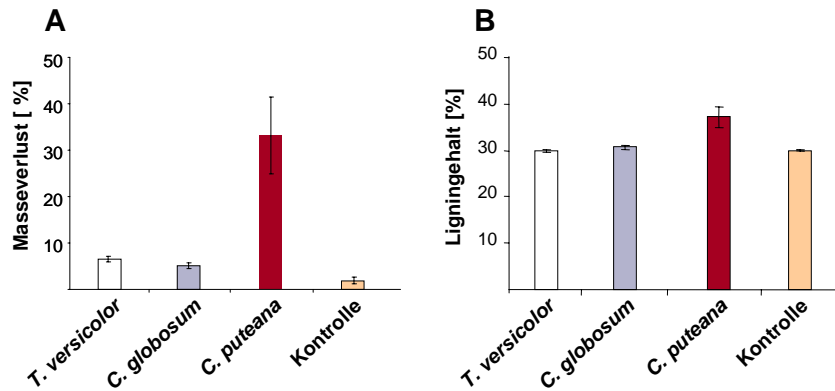 A
Masseverlust [ %]
50
40
30
20
10
T. versicolor
C. globosum
C. puteana
Kontrolle
B
Ligningehalt [%]
50
40
30
20
10
T. versicolor
C. globosum
C. puteana
Kontrolle